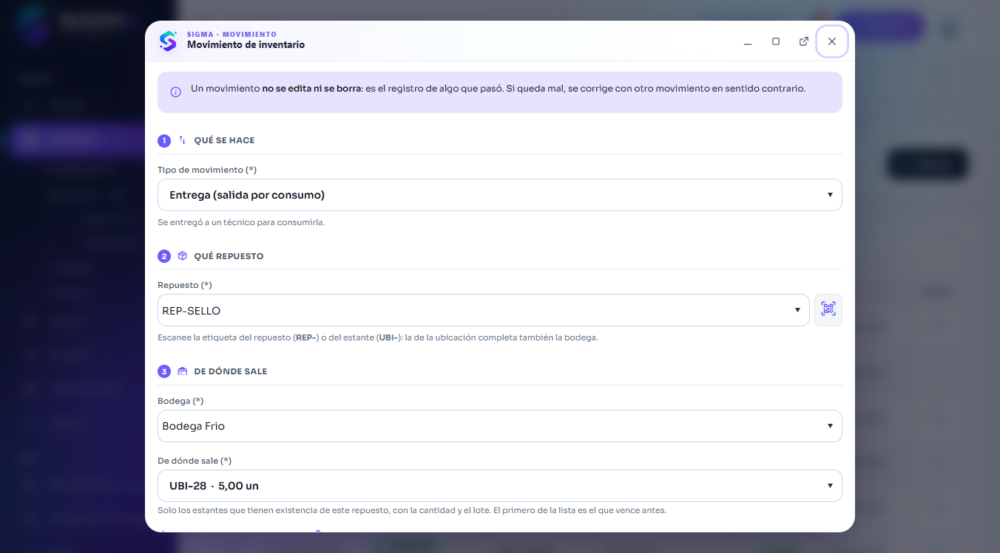 SIGMA · MOVIMIENTO
Movimiento de inventario
Un movimiento no se edita ni se borra: es el registro de algo que pasó. Si queda mal, se corrige con otro movimiento en sentido contrario.
1 QUÉ SE HACE
Tipo de movimiento (*)
Entrega (salida por consumo)
Se entregó a un técnico para consumirla.
2 QUÉ REPUESTO
Repuesto (*)
REP-SELLO
Escanee la etiqueta del repuesto (REP-) o del estante (UBI-): la de la ubicación completa también la bodega.
3 DE DÓNDE SALE
Bodega (*)
Bodega Frio
De dónde sale (*)
UBI-28 · 5,00 un
Solo los estantes que tienen existencia de este repuesto, con la cantidad y el lote. El primero de la lista es el que vence antes.